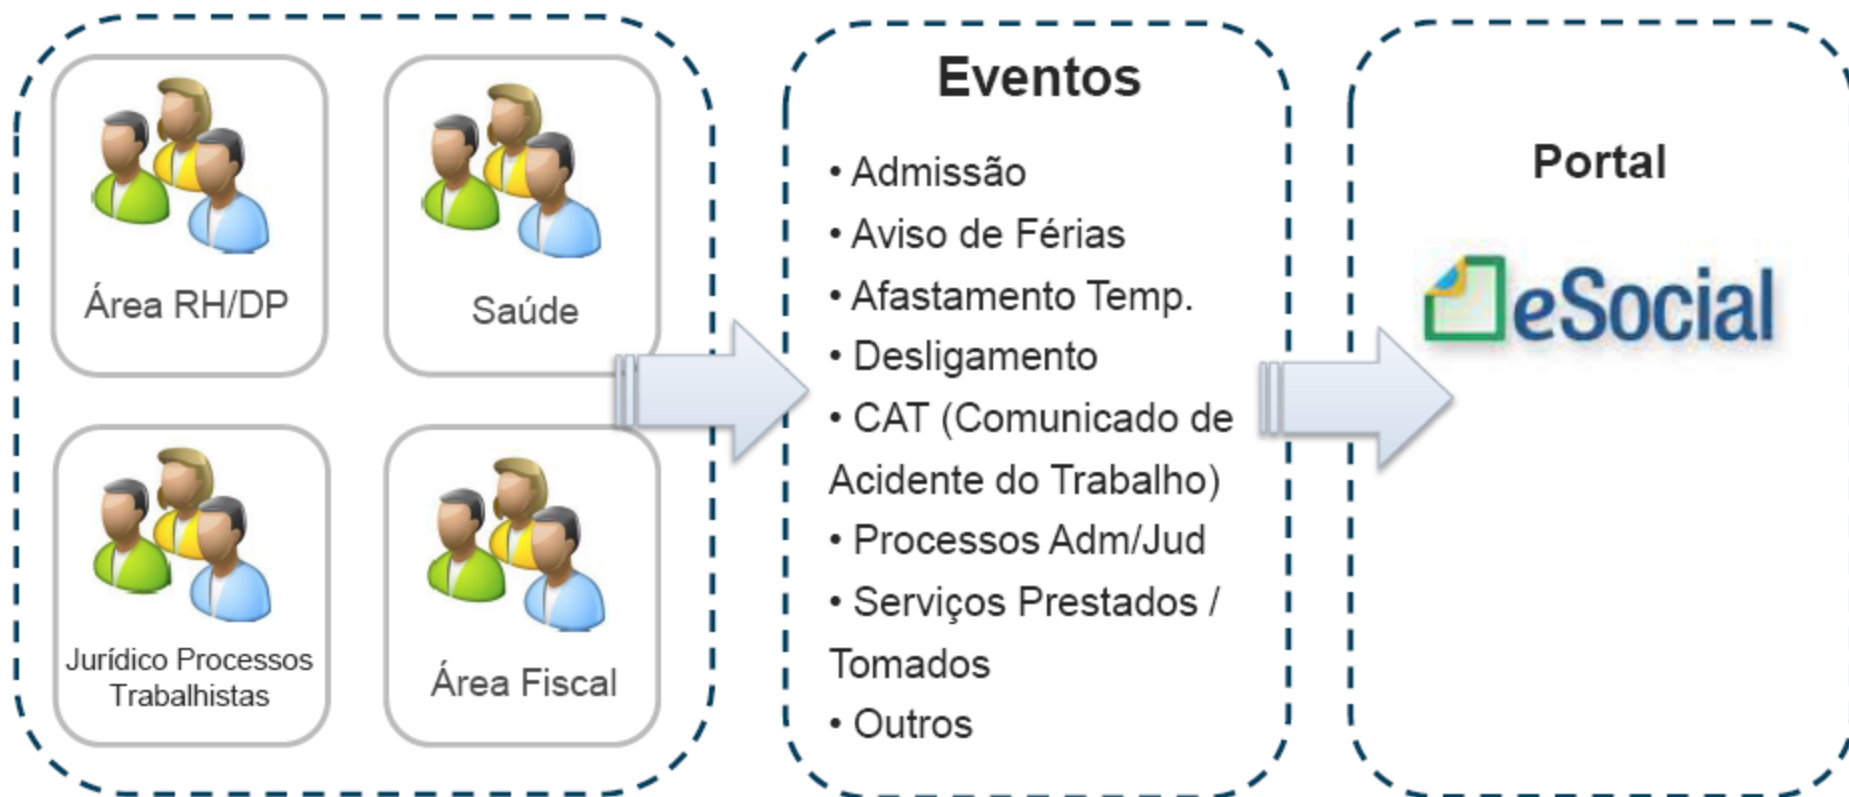 Área RH/DP
Saúde
Jurídico Processos
Trabalhistas
Área Fiscal
Eventos
• Admissão
• Aviso de Férias
• Afastamento Temp.
• Desligamento
• CAT (Comunicado de
Acidente do Trabalho)
• Processos Adm/Jud
• Serviços Prestados /
Tomados
• Outros
Portal
eSocial